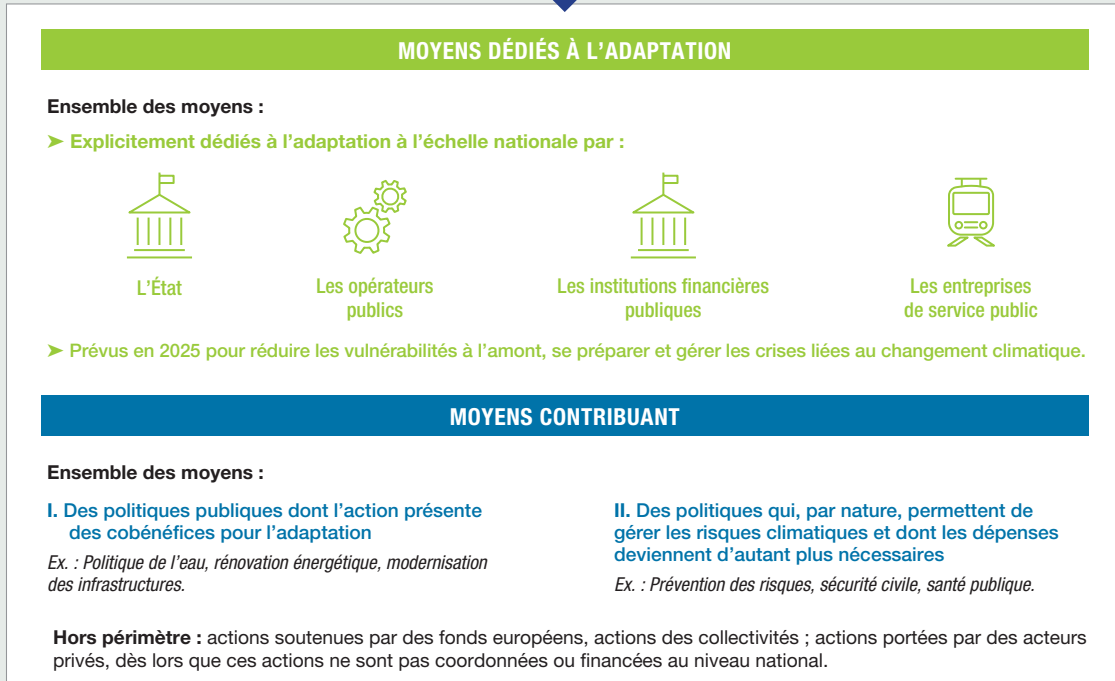 MOYENS DÉDIÉS À L'ADAPTATION
Ensemble des moyens :
➤ Explicitement dédiés à l'adaptation à l'échelle nationale par :
L'État
Les opérateurs
publics
Les institutions financières
publiques
Les entreprises
de service public
➤ Prévus en 2025 pour réduire les vulnérabilités à l'amont, se préparer et gérer les crises liées au changement climatique.
MOYENS CONTRIBUANT
Ensemble des moyens :
I. Des politiques publiques dont l'action présente
des cobénéfices pour l'adaptation
Ex. : Politique de l'eau, rénovation énergétique, modernisation
des infrastructures.
II. Des politiques qui, par nature, permettent de
gérer les risques climatiques et dont les dépenses
deviennent d'autant plus nécessaires
Ex. : Prévention des risques, sécurité civile, santé publique.
Hors périmètre : actions soutenues par des fonds européens, actions des collectivités ; actions portées par des acteurs
privés, dès lors que ces actions ne sont pas coordonnées ou financées au niveau national.